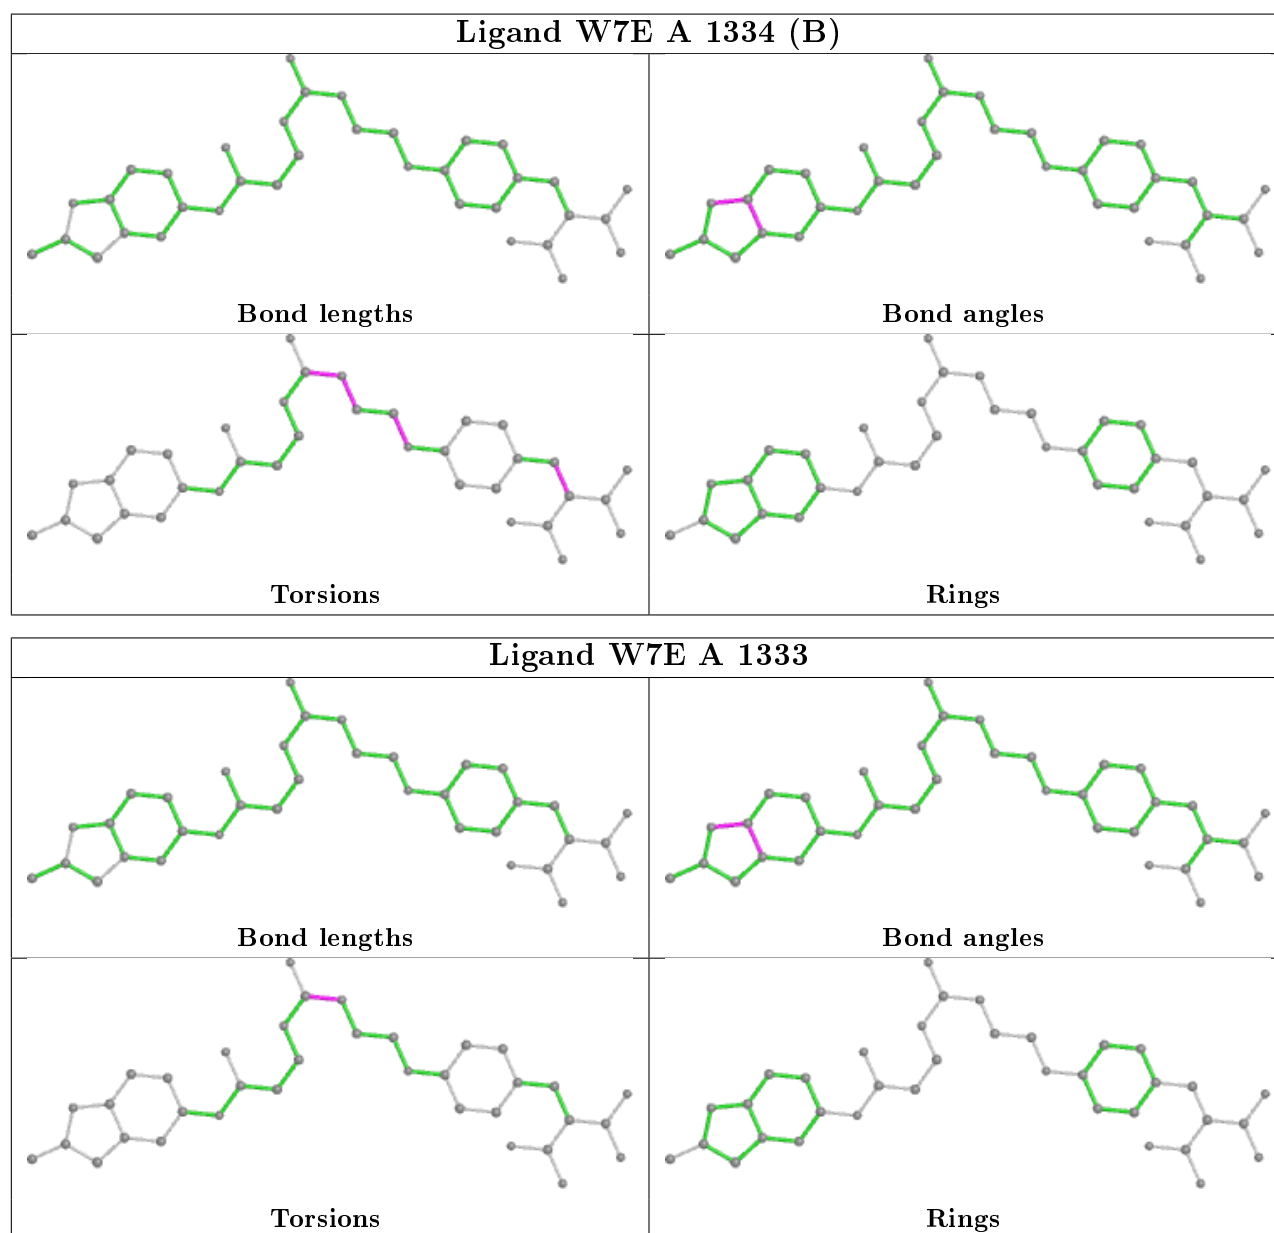 Ligand W7E A 1334 (B)
Bond lengths
Bond angles
Torsions
Rings
Ligand W7E A 1333
Bond lengths
Bond angles
Torsions
Rings